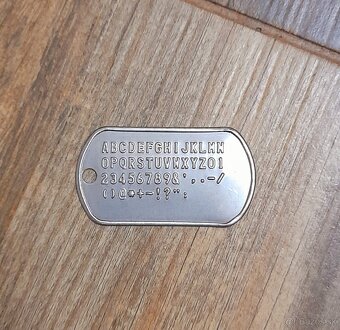 ABCDEFGHIJKLMN
OPQRSTUVWXYZ01
23456789&',.-/
()@*+-!?";